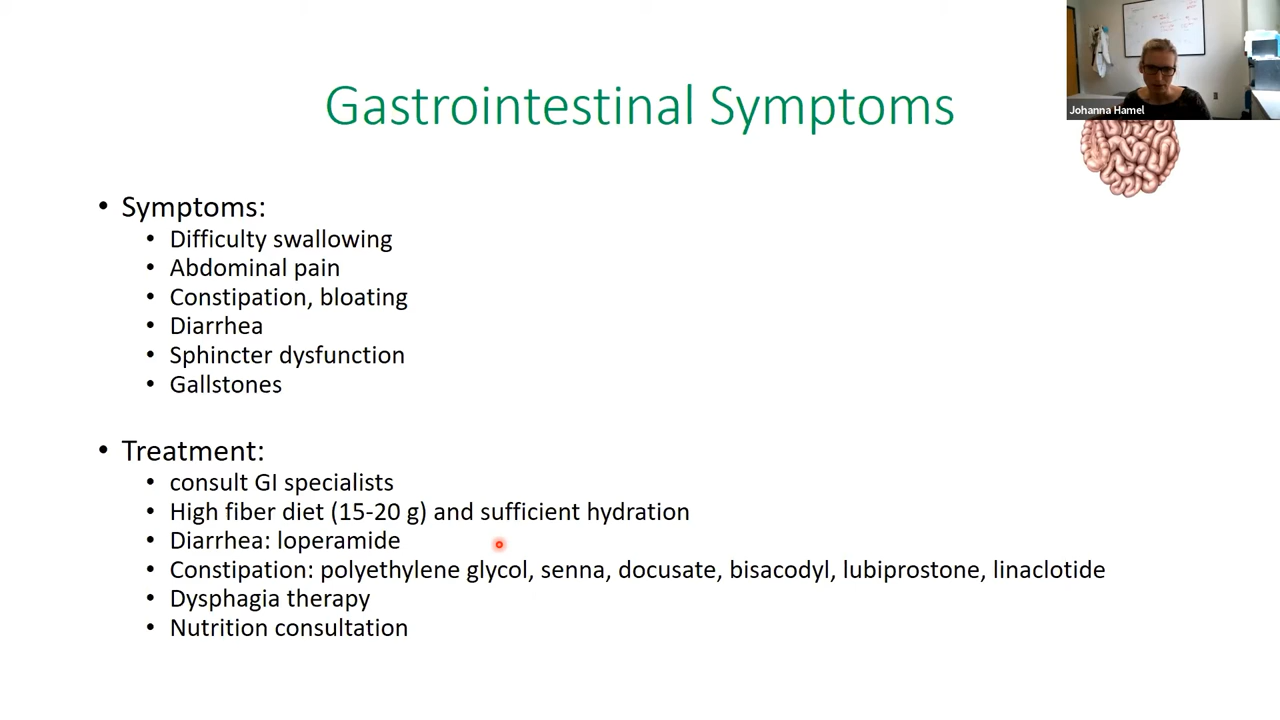 Gastrointestinal Symptoms
Johanna Hamel
• Symptoms:
• Difficulty swallowing
• Abdominal pain
• Constipation, bloating
• Diarrhea
• Sphincter dysfunction
• Gallstones
• Treatment:
• consult GI specialists
• High fiber diet (15-20 g) and sufficient hydration
• Diarrhea: loperamide
• Constipation: polyethylene glycol, senna, docusate, bisacodyl, lubiprostone, linaclotide
• Dysphagia therapy
• Nutrition consultation